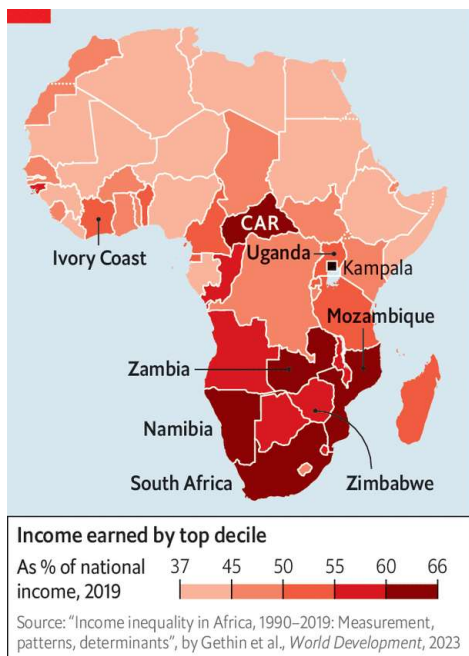 CAR
Uganda
Kampala
Ivory Coast
Mozambique
Zambia
Namibia
South Africa
Zimbabwe
Income earned by top decile
As % of national
income, 2019
37 45 50 55 60 66
Source: “Income inequality in Africa, 1990–2019: Measurement,
patterns, determinants”, by Gethin et al., World Development, 2023